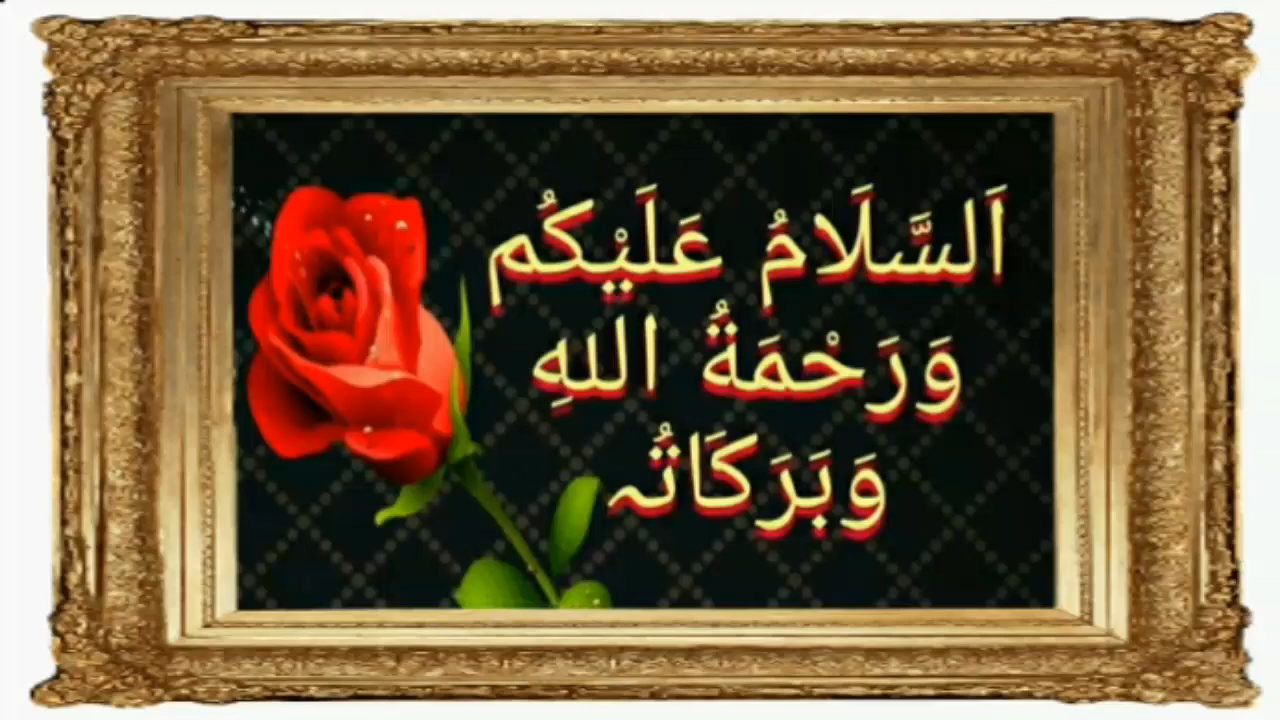 اَلسَّلَامُ عَلَيْكُم
وَرَحْمَةُ اللهِ
وَبَرَكَاتُہ